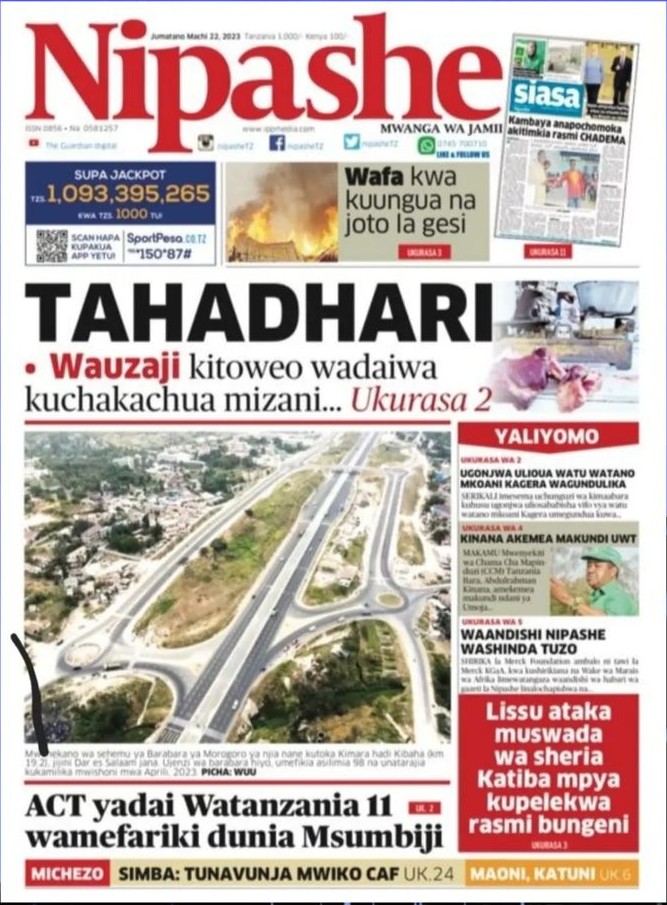 Jumatano Machi 22, 2023 Tanzania 1,000/- Kenya 100/-
Nipashe
ISSN 0856 • Na 0581257
www.ippmedia.com
MWANGA WA JAMII
The Guardian digital
nipasheTZ
nipasheTZ
nipasheTZ
0745 700710
LIKE & FOLLOW US
siasa
Kambaya anapochomoka
akitimkia rasmi CHADEMA
UKURASA 11
SUPA JACKPOT
TZS. 1,093,395,265
KWA TZS. 1000 TU!
SCAN HAPA
KUPAKUA
APP YETU!
SportPesa.CO.TZ
*150*87#
Wafa kwa
kuungua na
joto la gesi
UKURASA 3
TAHADHARI
• Wauzaji kitoweo wadaiwa
kuchakachua mizani... Ukurasa 2
YALIYOMO
UKURASA WA 2
UGONJWA ULIOUA WATU WATANO
MKOANI KAGERA WAGUNDULIKA
SERIKALI imesema uchunguzi wa kimaabara
kuhusu ugonjwa uliosababisha vifo vya watu
watano mkoani Kagera umegundua kuwa...
UKURASA WA 4
KINANA AKEMEA MAKUNDI UWT
MAKAMU Mwenyekiti
wa Chama Cha Mapin
duzi (CCM) Tanzania
Bara, Abdulrahman
Kinana, amekemea
makundi ndani ya
Umoja...
UKURASA WA 5
WAANDISHI NIPASHE
WASHINDA TUZO
SHIRIKA la Merck Foundation ambalo ni tawi la
Merck KGaA, kwa kushirikiana na Wake wa Marais
wa Afrika limewatangaza waandishi wa habari wa
gazeti la Nipashe linalochapishwa na...
Lissu ataka
muswada
wa sheria
Katiba mpya
kupelekwa
rasmi bungeni
UKURASA 3
wa sehemu ya Barabara ya Morogoro ya njia nane kutoka Kimara hadi Kibaha (km
19.2), jijini Dar es Salaam jana. Ujenzi wa barabara hiyo, umefikia asilimia 98 na unatarajia
kukamilika mwishoni mwa Aprili, 2023. PICHA: WUU
ACT yadai Watanzania 11 UK. 2
wamefariki dunia Msumbiji
MICHEZO SIMBA: TUNAVUNJA MWIKO CAF UK.24 MAONI, KATUNI UK.6